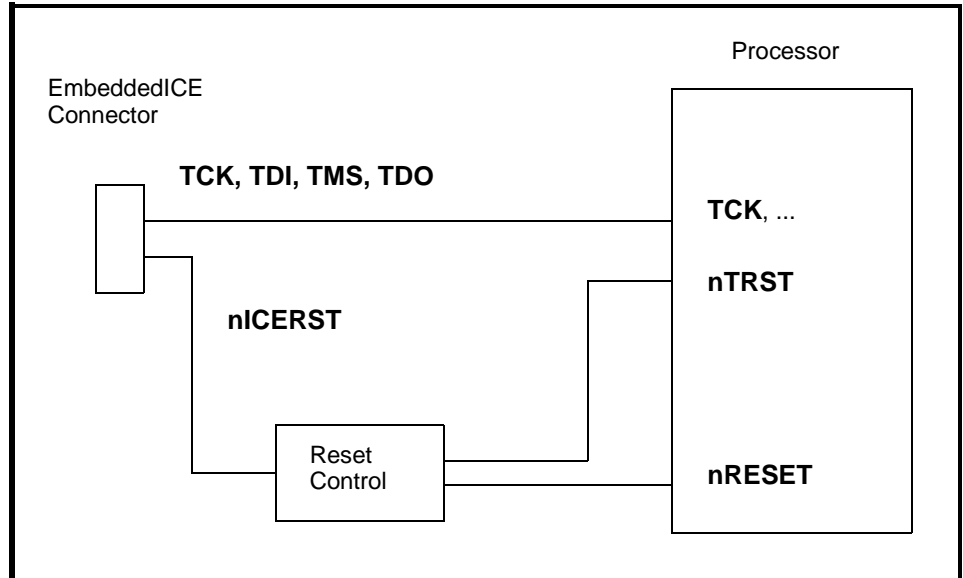 Processor
EmbeddedICE
Connector
TCK, TDI, TMS, TDO
TCK, ...
nTRST
nICERST
Reset
Control
nRESET